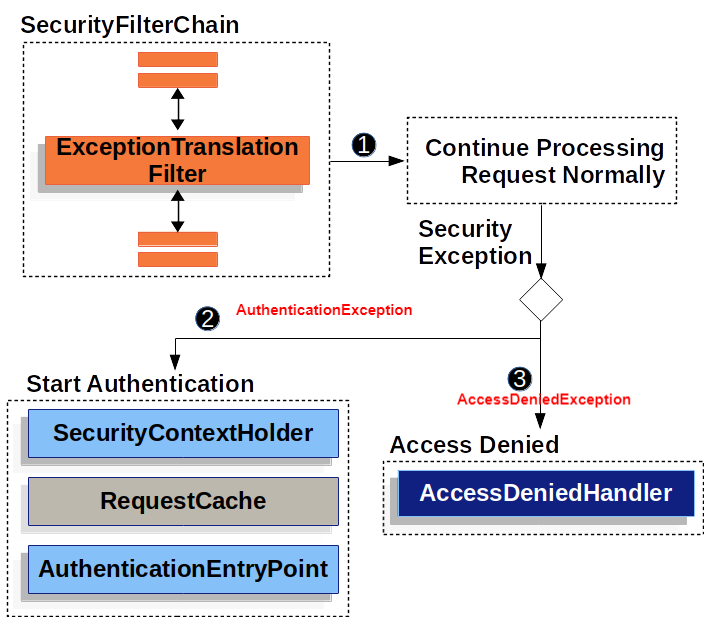 SecurityFilterChain
ExceptionTranslation
Filter
1
Continue Processing
Request Normally
Security
Exception
2
AuthenticationException
3
AccessDeniedException
Start Authentication
SecurityContextHolder
RequestCache
AuthenticationEntryPoint
Access Denied
AccessDeniedHandler